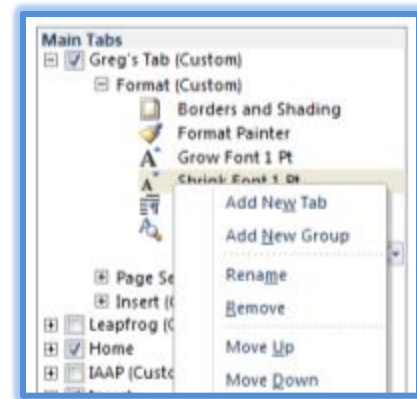 Main Tabs
Greg's Tab (Custom)
Format (Custom)
Borders and Shading
Format Painter
Grow Font 1 Pt
Shrink Font 1 Pt
Add New Tab
Add New Group
Page Se
Rename
Insert (C
Remove
Leapfrog (C
Home
Move Up
IAAP (Custo
Move Down